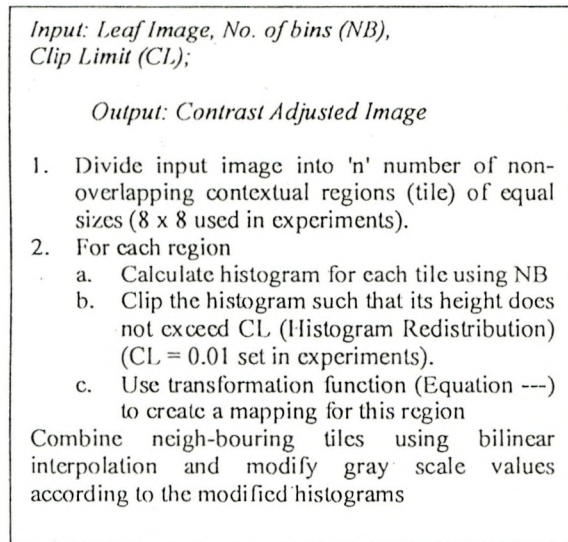 Input: Leaf Image, No. of bins (NB),
Clip Limit (CL);
Output: Contrast Adjusted Image
1. Divide input image into 'n' number of non-
overlapping contextual regions (tile) of equal
sizes (8 x 8 used in experiments).
2. For each region
a. Calculate histogram for each tile using NB
b. Clip the histogram such that its height does
not exceed CL (Histogram Redistribution)
(CL = 0.01 set in experiments).
c. Use transformation function (Equation ---)
to create a mapping for this region
Combine neigh-bouring tiles using bilinear
interpolation and modify gray scale values
according to the modified histograms